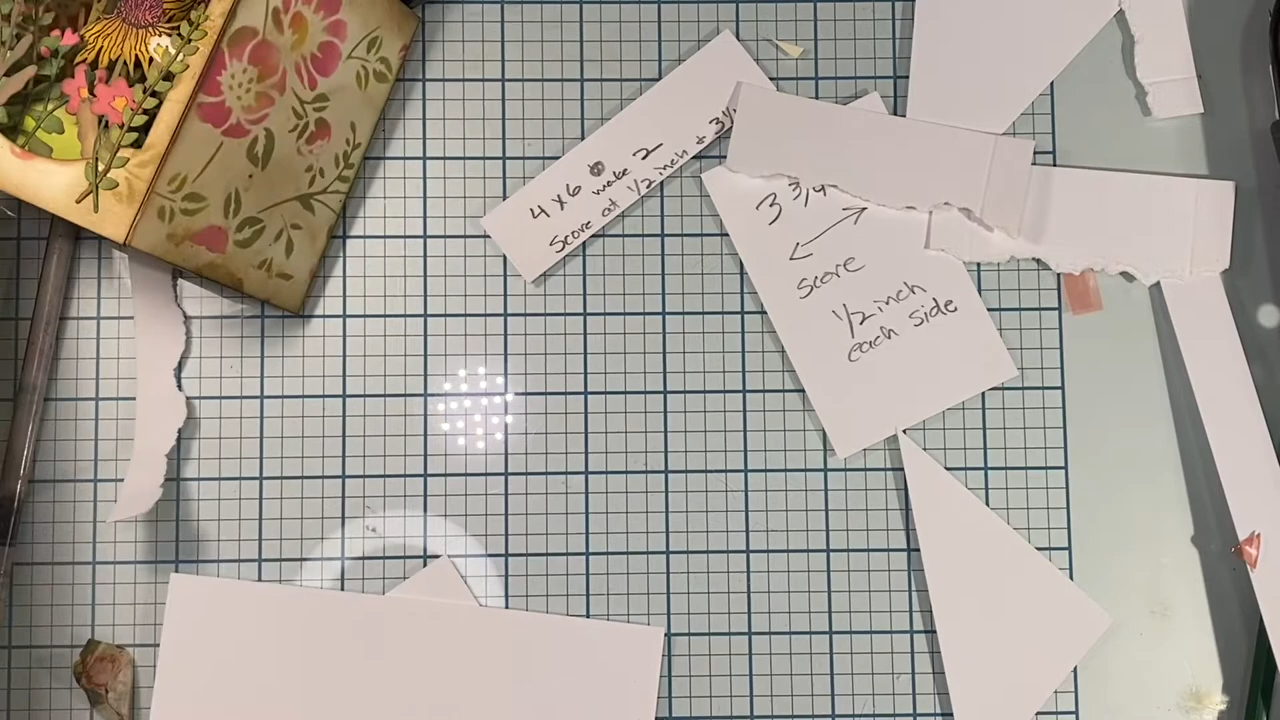 4 x 6 make 2
Score at 1/2 inch & 3 1/
3 3/4
Score
1/2 inch
each side